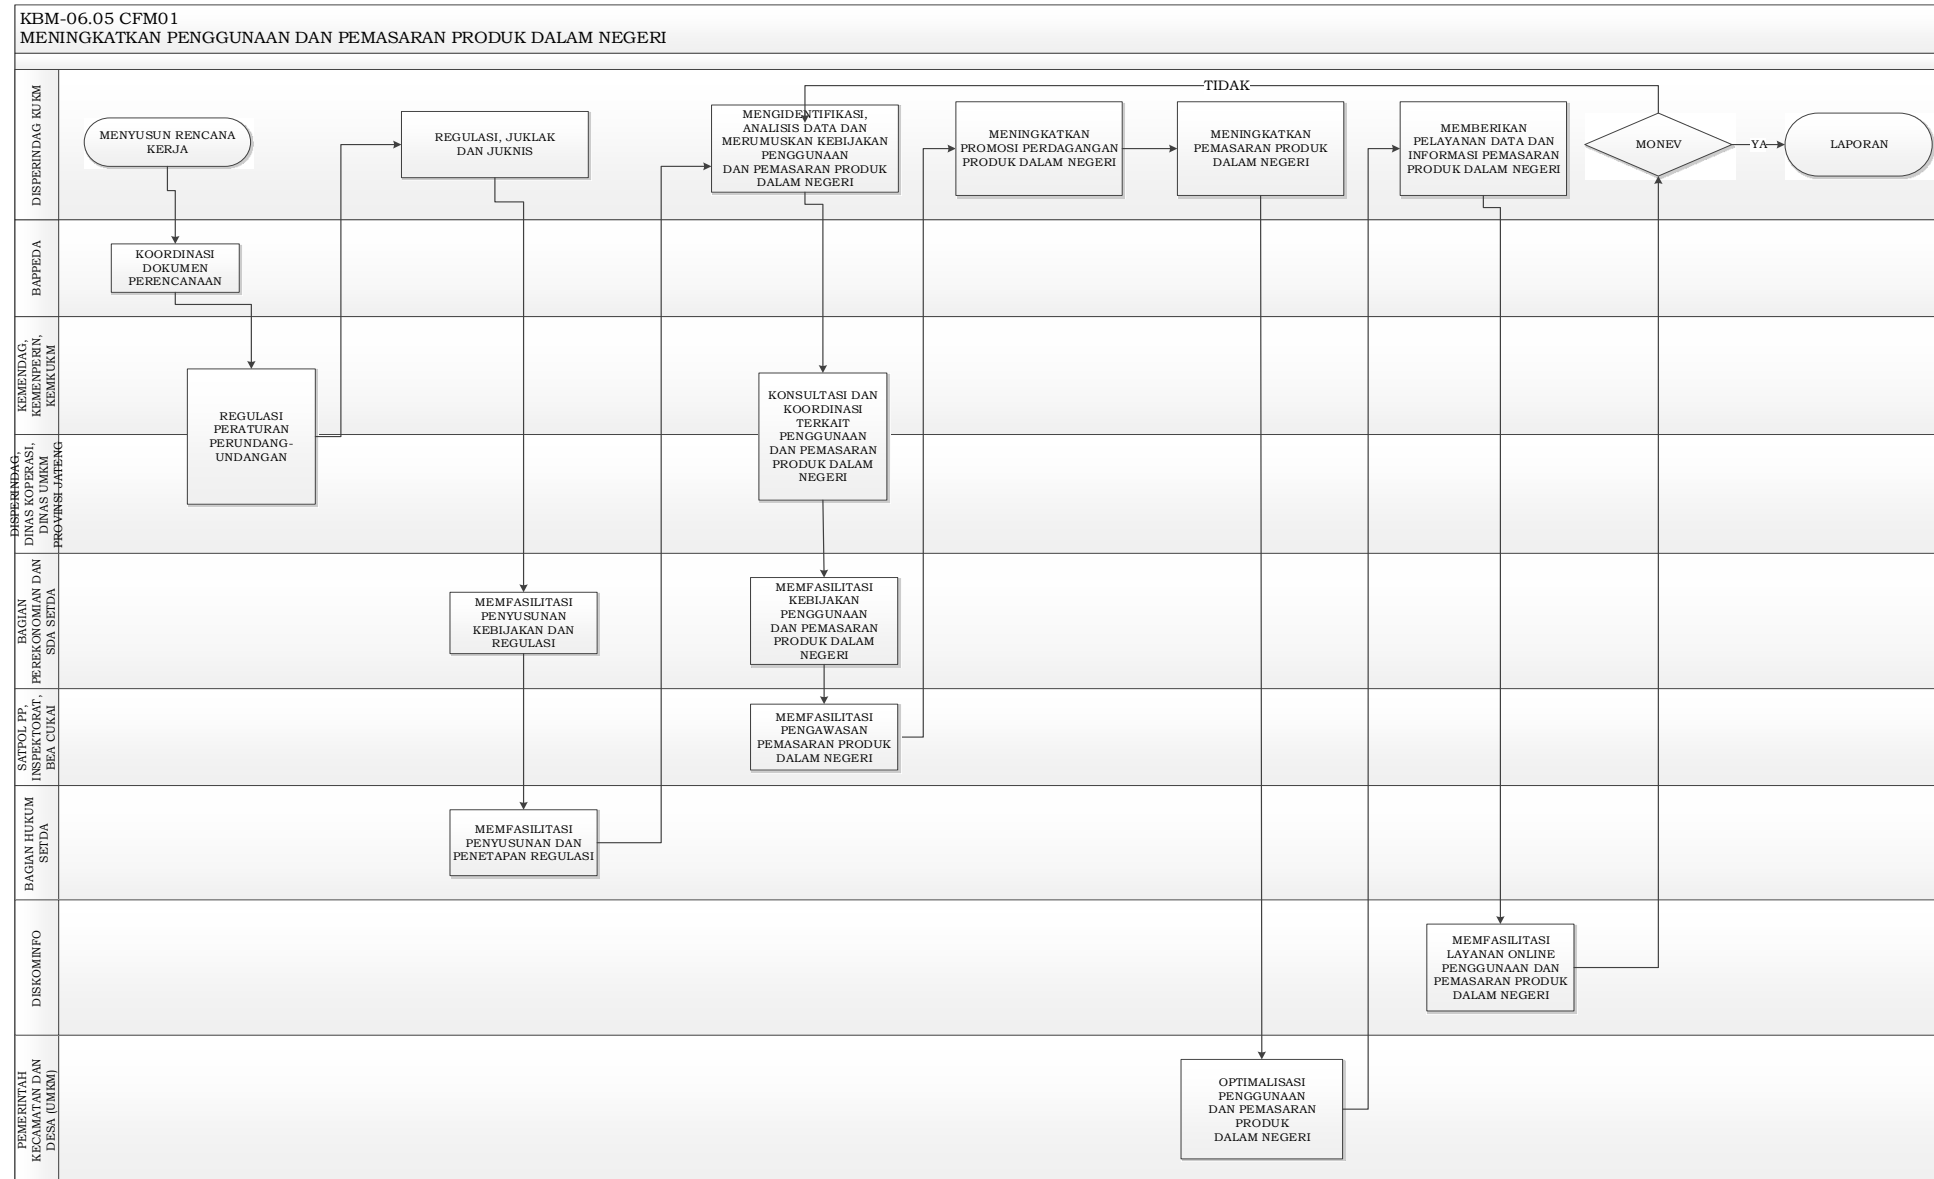 KBM-06.05 CFM01
MENINGKATKAN PENGGUNAAN DAN PEMASARAN PRODUK DALAM NEGERI
DISPERINDAG KUKM
MENYUSUN RENCANA
KERJA
REGULASI, JUKLAK
DAN JUKNIS
MENGIDENTIFIKASI,
ANALISIS DATA DAN
MERUMUSKAN KEBIJAKAN
PENGGUNAAN
DAN PEMASARAN PRODUK
DALAM NEGERI
MENINGKATKAN
PROMOSI PERDAGANGAN
PRODUK DALAM NEGERI
MENINGKATKAN
PEMASARAN PRODUK
DALAM NEGERI
MEMBERIKAN
PELAYANAN DATA DAN
INFORMASI PEMASARAN
PRODUK DALAM NEGERI
TIDAK
MONEV
YA
LAPORAN
BAPPEDA
KOORDINASI
DOKUMEN
PERENCANAAN
KEMENDAG,
KEMENPERIN,
KEMKUKM
REGULASI
PERATURAN
PERUNDANG-
UNDANGAN
KONSULTASI DAN
KOORDINASI
TERKAIT
PENGGUNAAN
DAN PEMASARAN
PRODUK DALAM
NEGERI
DISPERINDAG,
DINAS KOPERASI,
DINAS UMKM
PROVINSI JATENG
BAGIAN
PEREKONOMIAN DAN
SDA SETDA
MEMFASILITASI
PENYUSUNAN
KEBIJAKAN DAN
REGULASI
MEMFASILITASI
KEBIJAKAN
PENGGUNAAN
DAN PEMASARAN
PRODUK DALAM
NEGERI
SATPOL PP,
INSPEKTORAT,
BEA CUKAI
MEMFASILITASI
PENGAWASAN
PEMASARAN PRODUK
DALAM NEGERI
BAGIAN HUKUM
SETDA
MEMFASILITASI
PENYUSUNAN DAN
PENETAPAN REGULASI
DISKOMINFO
MEMFASILITASI
LAYANAN ONLINE
PENGGUNAAN DAN
PEMASARAN PRODUK
DALAM NEGERI
PEMERINTAH
KECAMATAN DAN
DESA (UMKM)
OPTIMALISASI
PENGGUNAAN
DAN PEMASARAN
PRODUK
DALAM NEGERI